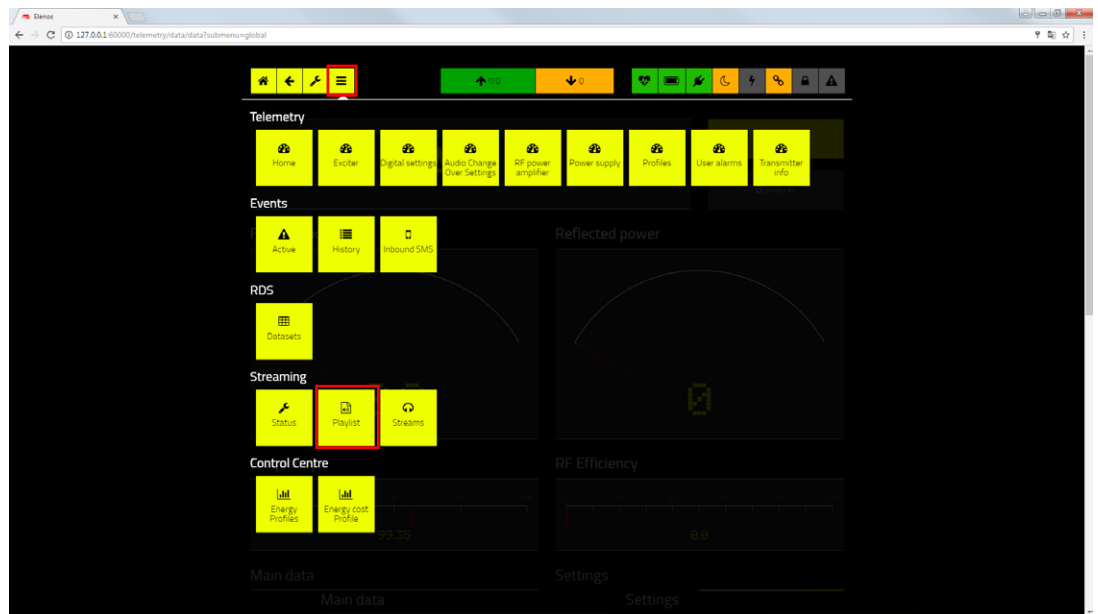 Elenos
127.0.0.1:60000/telemetry/data/data?submenu=global
0.0
0
Telemetry
Home
Exciter
Digital settings
Audio Change
Over Settings
RF power
amplifier
Power supply
Profiles
User alarms
Transmitter
info
Events
Active
History
Inbound SMS
Reflected power
RDS
Datasets
Streaming
Status
Playlist
Streams
0
Control Centre
RF Efficiency
Energy
Profiles
Energy cost
Profile
99.35
0.0
Main data
Settings
Main data
Settings